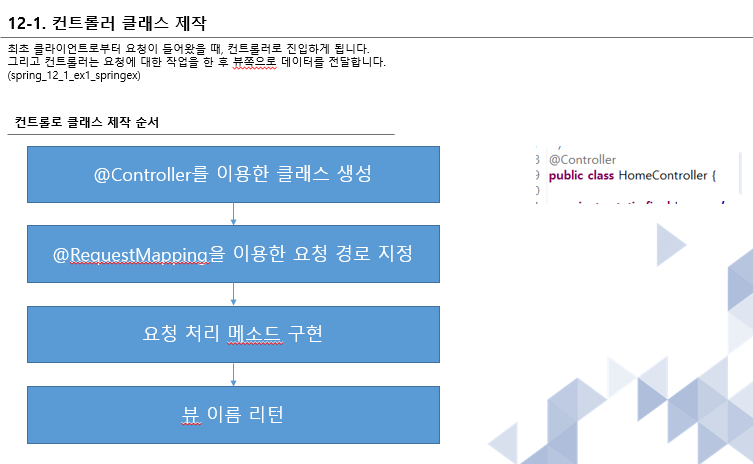 12-1. 컨트롤러 클래스 제작
최초 클라이언트로부터 요청이 들어왔을 때, 컨트롤러로 진입하게 됩니다.
그리고 컨트롤러는 요청에 대한 작업을 한 후 뷰쪽으로 데이터를 전달합니다.
(spring_12_1_ex1_springex)
컨트롤로 클래스 제작 순서
@Controller를 이용한 클래스 생성
@RequestMapping을 이용한 요청 경로 지정
요청 처리 메소드 구현
뷰 이름 리턴
@Controller
public class HomeController {